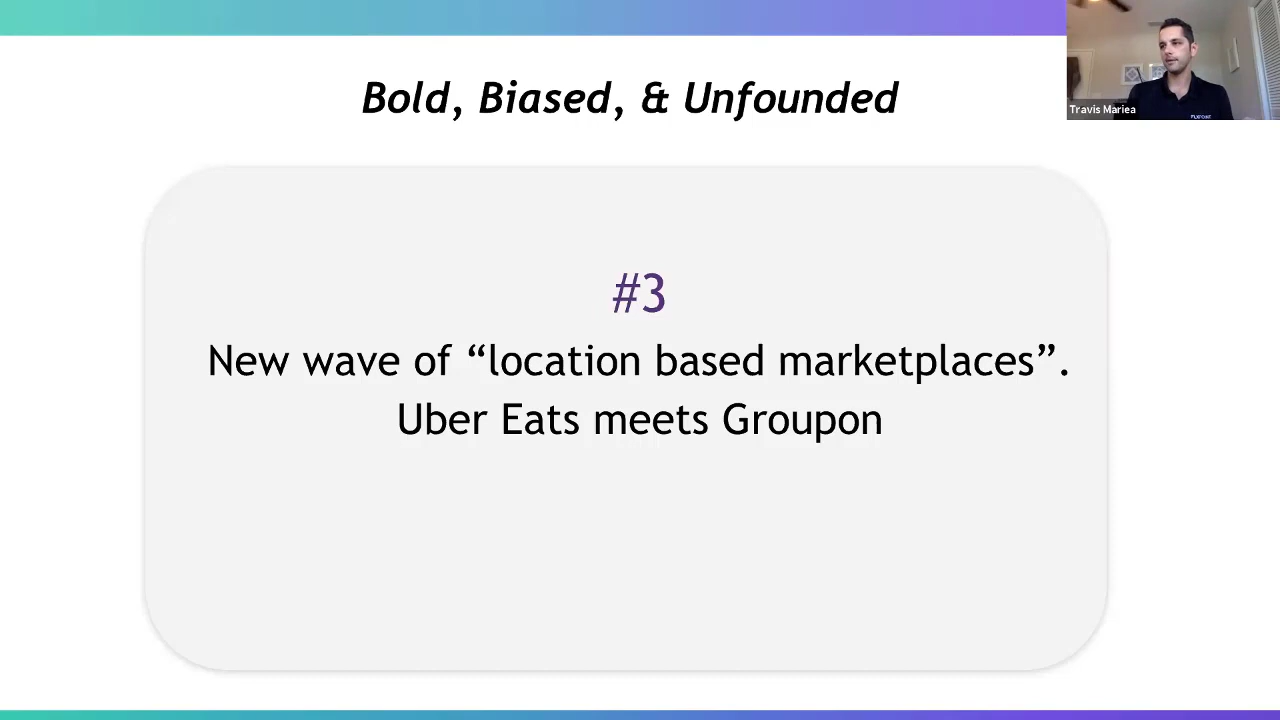 Bold, Biased, & Unfounded
Travis Mariea
#3
New wave of “location based marketplaces”.
Uber Eats meets Groupon